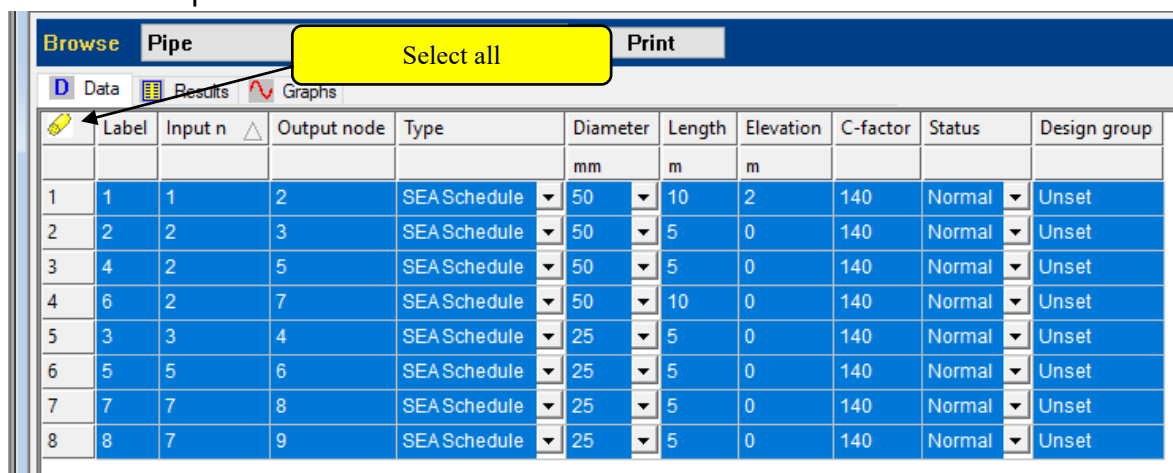 Browse Pipe Select all Print
Data Results Graphs
Label Input n Output node Type Diameter Length Elevation C-factor Status Design group
mm m m
1 1 1 2 SEA Schedule 50 10 2 140 Normal Unset
2 2 2 3 SEA Schedule 50 5 0 140 Normal Unset
3 4 2 5 SEA Schedule 50 5 0 140 Normal Unset
4 6 2 7 SEA Schedule 50 10 0 140 Normal Unset
5 3 3 4 SEA Schedule 25 5 0 140 Normal Unset
6 5 5 6 SEA Schedule 25 5 0 140 Normal Unset
7 7 7 8 SEA Schedule 25 5 0 140 Normal Unset
8 8 7 9 SEA Schedule 25 5 0 140 Normal Unset